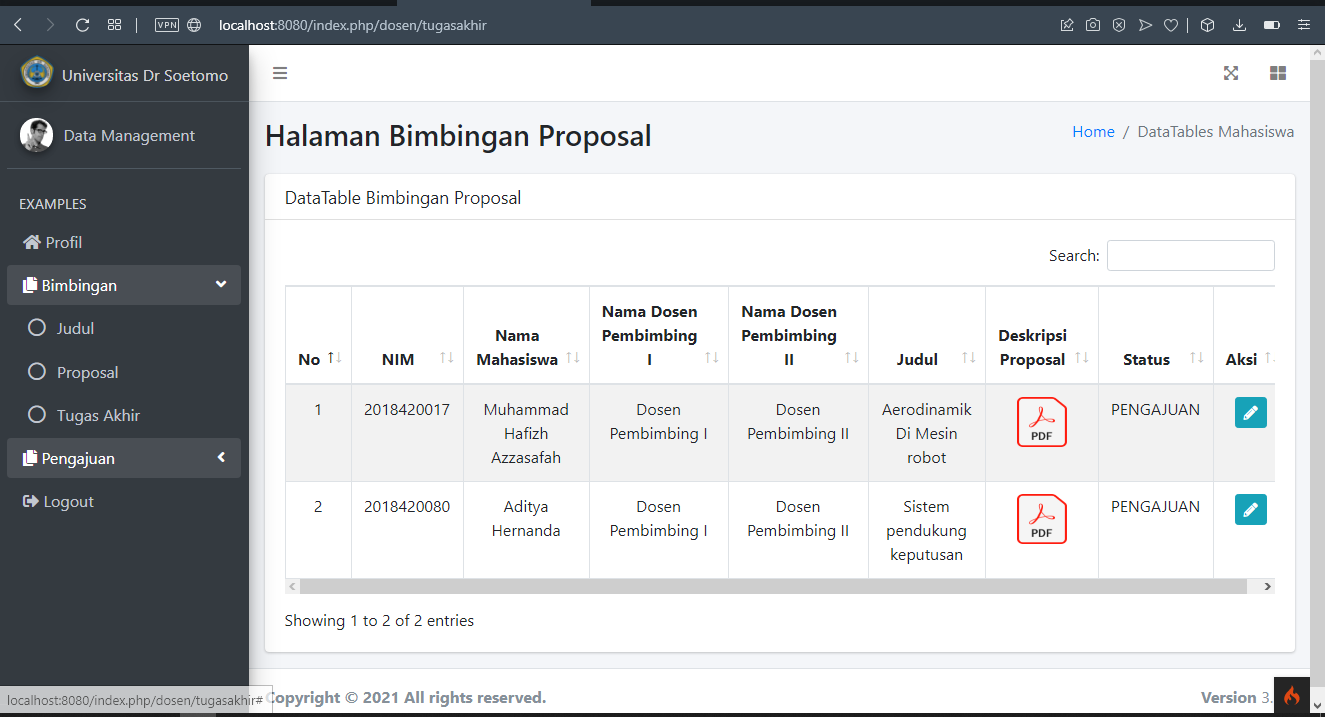 VPN
localhost:8080/index.php/dosen/tugasakhir
Universitas Dr Soetomo
Data Management
EXAMPLES
Profil
Bimbingan
Judul
Proposal
Tugas Akhir
Pengajuan
Logout
Halaman Bimbingan Proposal
Home / DataTables Mahasiswa
DataTable Bimbingan Proposal
Search:
No
NIM
Nama
Mahasiswa
Nama Dosen
Pembimbing
I
Nama Dosen
Pembimbing
II
Judul
Deskripsi
Proposal
Status
Aksi
1
2018420017
Muhammad
Hafizh
Azzasafah
Dosen
Pembimbing I
Dosen
Pembimbing II
Aerodinamik
Di Mesin
robot
PDF
PENGAJUAN
2
2018420080
Aditya
Hernanda
Dosen
Pembimbing I
Dosen
Pembimbing II
Sistem
pendukung
keputusan
PDF
PENGAJUAN
Showing 1 to 2 of 2 entries
localhost:8080/index.php/dosen/tugasakhir#
Copyright © 2021 All rights reserved.
Version 3.